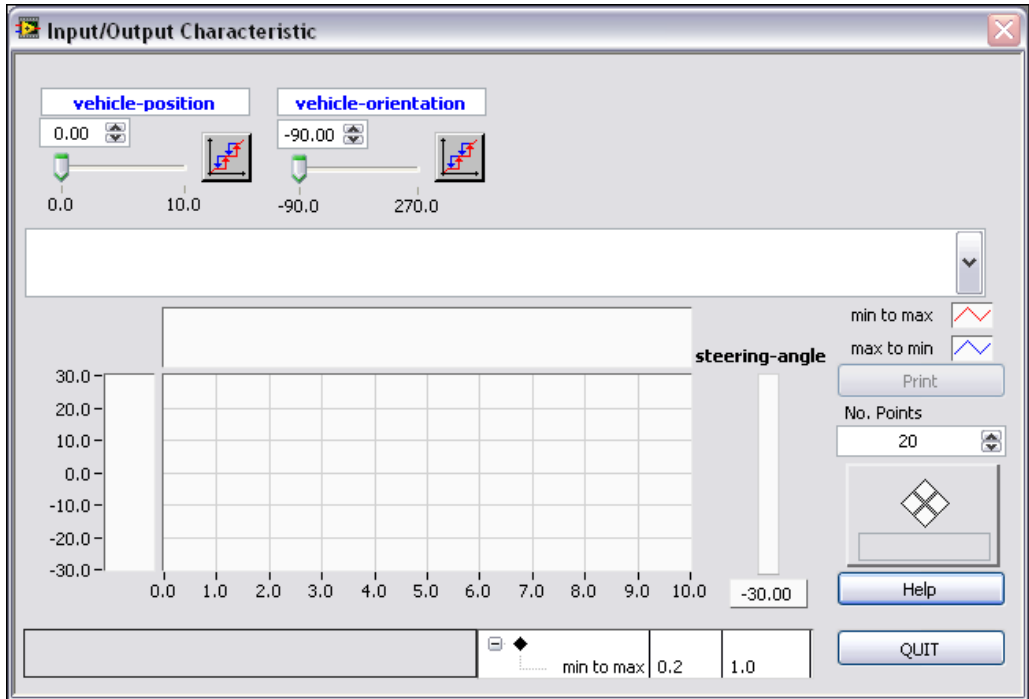 Input/Output Characteristic
vehicle-position
vehicle-orientation
0.00
-90.00
0.0
10.0
-90.0
270.0
min to max
max to min
steering-angle
Print
No. Points
20
30.0
20.0
10.0
0.0
-10.0
-20.0
-30.0
0.0 1.0 2.0 3.0 4.0 5.0 6.0 7.0 8.0 9.0 10.0
-30.00
Help
min to max 0.2 1.0
QUIT